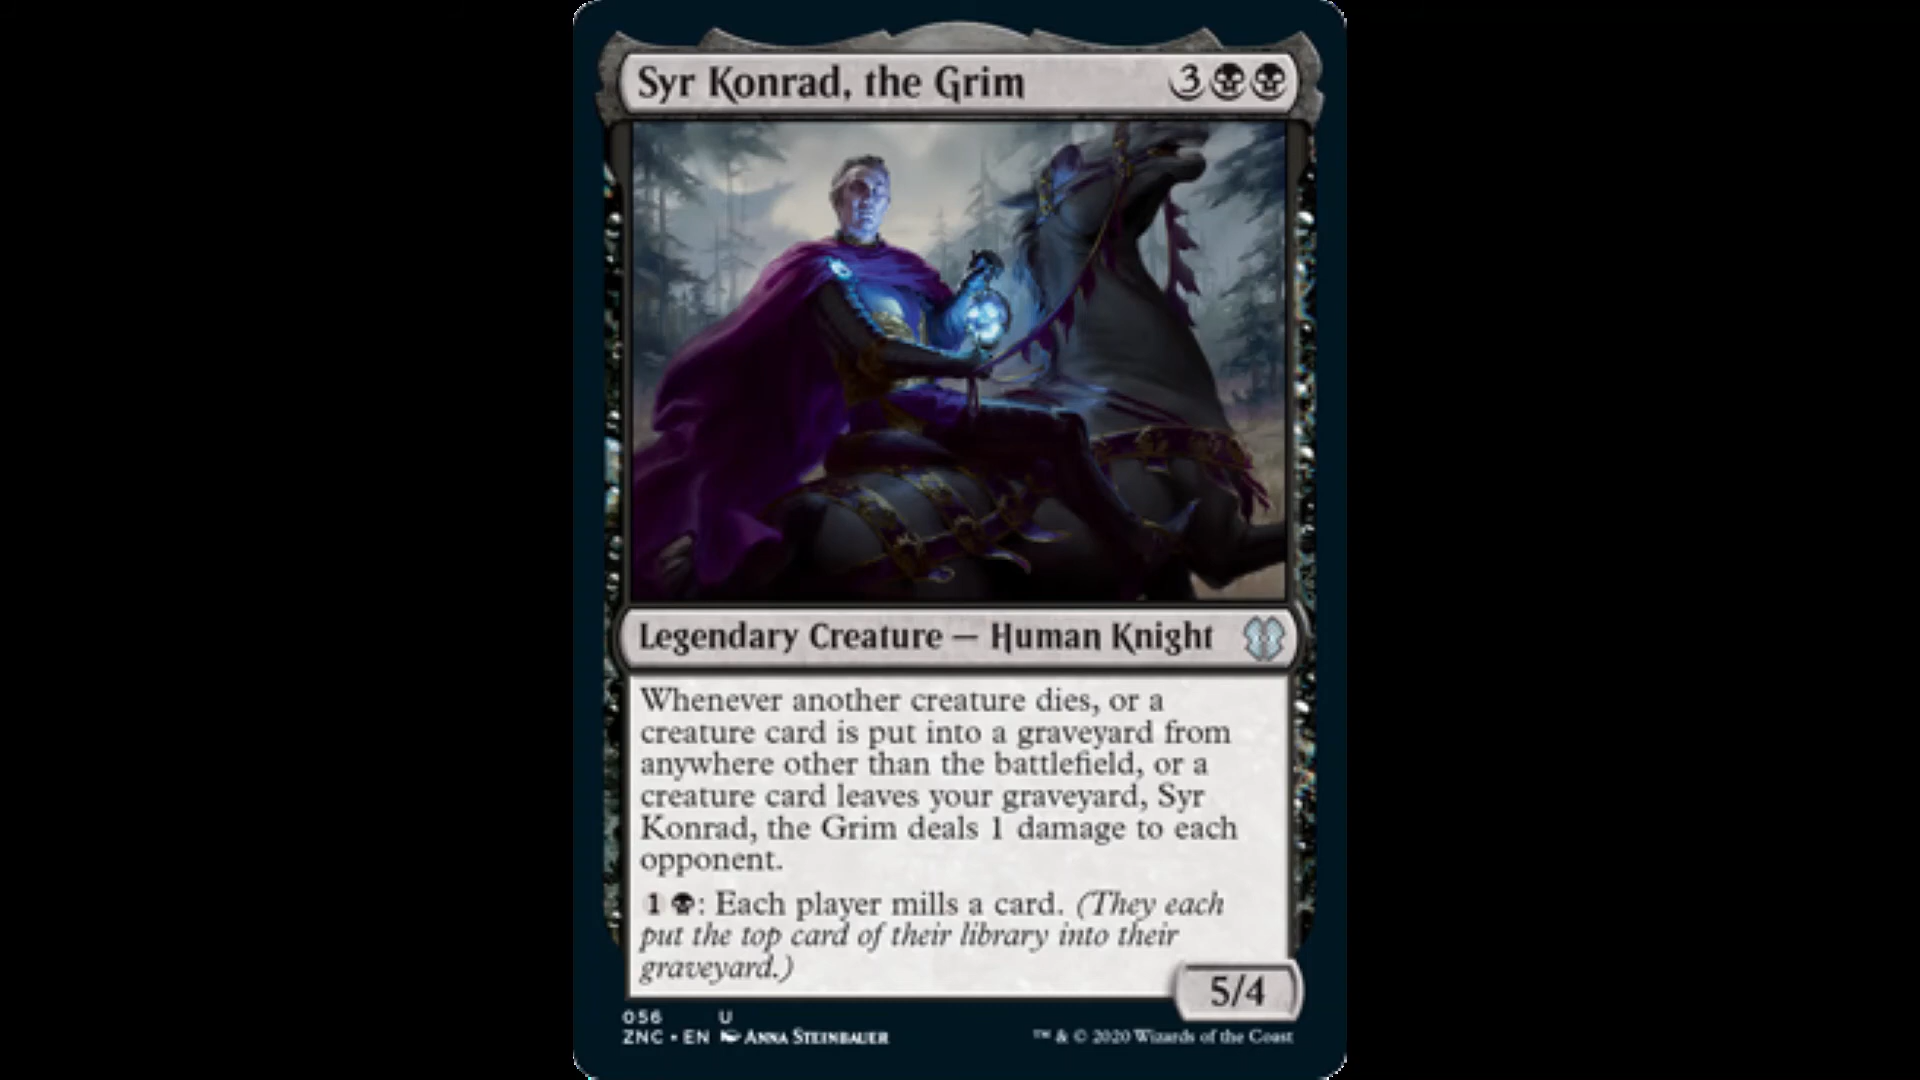 Syr Konrad, the Grim 3
Legendary Creature — Human Knight
Whenever another creature dies, or a
creature card is put into a graveyard from
anywhere other than the battlefield, or a
creature card leaves your graveyard, Syr
Konrad, the Grim deals 1 damage to each
opponent.
1 : Each player mills a card. (They each
put the top card of their library into their
graveyard.)
5/4
056 U
ZNC • EN Anna Steinbauer
™ & © 2020 Wizards of the Coast